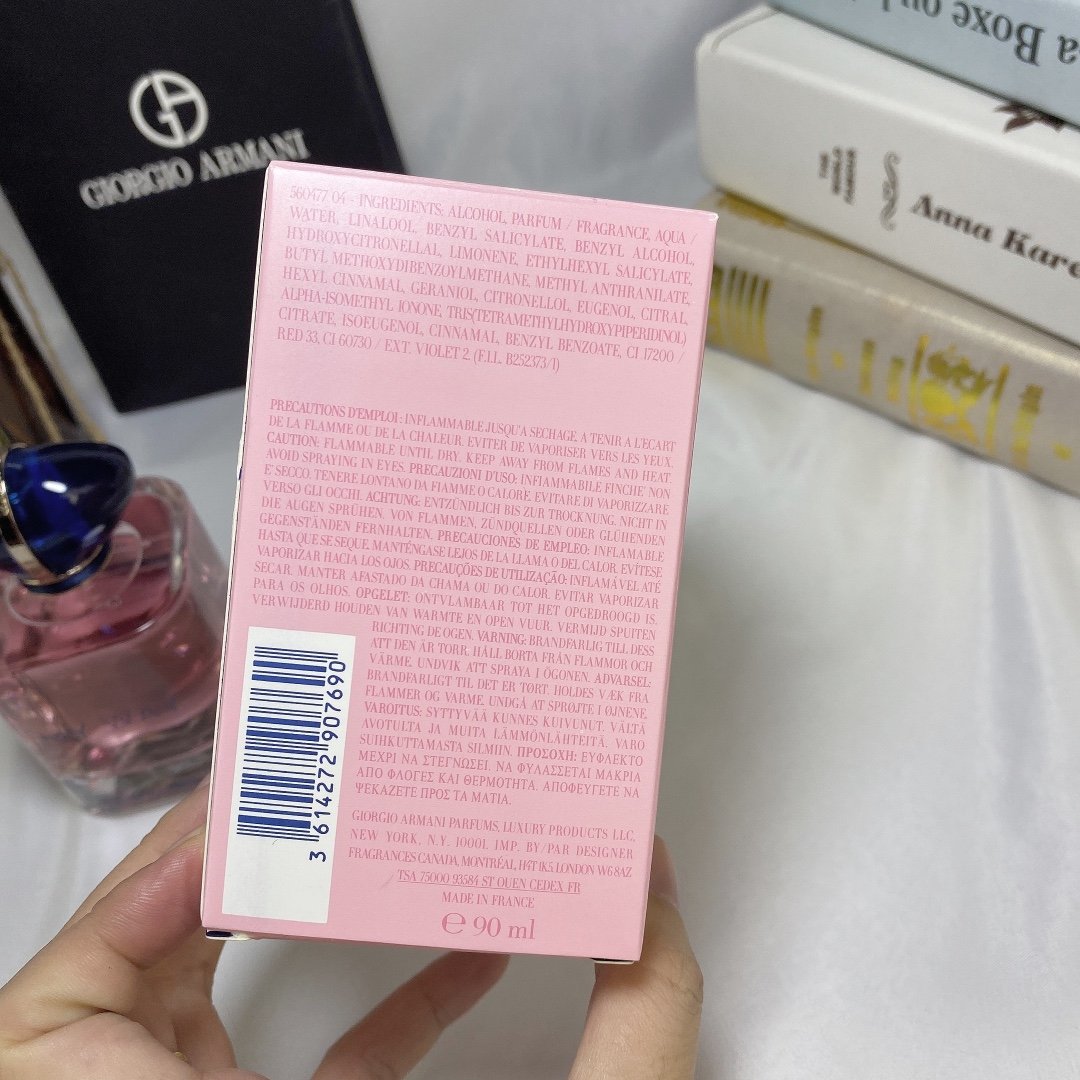 GIORGIO ARMANI
a Boxe ou l
Anna Kare
560477 04 - INGREDIENTS: ALCOHOL, PARFUM / FRAGRANCE, AQUA /
WATER, LINALOOL, BENZYL SALICYLATE, BENZYL ALCOHOL,
HYDROXYCITRONELLAL, LIMONENE, ETHYLHEXYL SALICYLATE,
BUTYL METHOXYDIBENZOYLMETHANE, METHYL ANTHRANILATE,
HEXYL CINNAMAL, GERANIOL, CITRONELLOL, EUGENOL, CITRAL,
ALPHA-ISOMETHYL IONONE, TRIS(TETRAMETHYLHYDROXYPIPERIDINOL)
CITRATE, ISOEUGENOL, CINNAMAL, BENZYL BENZOATE, CI 17200 /
RED 33, CI 60730 / EXT. VIOLET 2. (F.I.L. B252373/1)
PRECAUTIONS D'EMPLOI : INFLAMMABLE JUSQU'A SECHAGE. A TENIR A L'ECART
DE LA FLAMME OU DE LA CHALEUR. EVITER DE VAPORISER VERS LES YEUX.
CAUTION: FLAMMABLE UNTIL DRY. KEEP AWAY FROM FLAMES AND HEAT.
AVOID SPRAYING IN EYES. PRECAUZIONI D'USO: INFIAMMABILE FINCHE' NON
E' SECCO. TENERE LONTANO DA FIAMME O CALORE. EVITARE DI VAPORIZZARE
VERSO GLI OCCHI. ACHTUNG: ENTZÜNDLICH BIS ZUR TROCKNUNG. NICHT IN
DIE AUGEN SPRÜHEN. VON FLAMMEN, ZÜNDQUELLEN ODER GLÜHENDEN
GEGENSTÄNDEN FERNHALTEN. PRECAUCIONES DE EMPLEO: INFLAMABLE
HASTA QUE SE SEQUE. MANTÉNGASE LEJOS DE LA LLAMA O DEL CALOR. EVÍTESE
VAPORIZAR HACIA LOS OJOS. PRECAUÇÕES DE UTILIZAÇÃO: INFLAMÁVEL ATE
SECAR. MANTER AFASTADO DA CHAMA OU DO CALOR. EVITAR VAPORIZAR
PARA OS OLHOS. OPGELET: ONTVLAMBAAR TOT HET OPGEDROOGD IS.
VERWIJDERD HOUDEN VAN WARMTE EN OPEN VUUR. VERMIJD SPUITEN
RICHTING DE OGEN. VARNING: BRANDFARLIG TILL DESS
ATT DEN ÄR TORR. HÅLL BORTA FRÅN FLAMMOR OCH
VÄRME. UNDVIK ATT SPRAYA I ÖGONEN. ADVARSEL:
BRANDFARLIGT TIL DET ER TØRT. HOLDES VÆK FRA
FLAMMER OG VARME. UNDGÅ AT SPRØJTE I ØJNENE.
VAROITUS: SYTTYVÄÄ KUNNES KUIVUNUT. VÄLTÄ
AVOTULTA JA MUITA LÄMMÖNLÄHTEITÄ. VARO
SUIHKUTTAMASTA SILMIIN. ΠΡΟΣΟΧΗ: ΕΥΦΛΕΚΤΟ
ΜΕΧΡΙ ΝΑ ΣΤΕΓΝΩΣΕΙ. ΝΑ ΦΥΛΑΣΣΕΤΑΙ ΜΑΚΡΙΑ
ΑΠΟ ΦΛΟΓΕΣ ΚΑΙ ΘΕΡΜΟΤΗΤΑ. ΑΠΟΦΕΥΓΕΤΕ ΝΑ
ΨΕΚΑΖΕΤΕ ΠΡΟΣ ΤΑ ΜΑΤΙΑ.
3 614272 907690
GIORGIO ARMANI PARFUMS, LUXURY PRODUCTS LLC,
NEW YORK, N.Y. 10001. IMP. BY/PAR DESIGNER
FRAGRANCES CANADA, MONTRÉAL, H4T 1K5. LONDON W6 8AZ
TSA 75000 93584 ST OUEN CEDEX FR
MADE IN FRANCE
℮ 90 ml